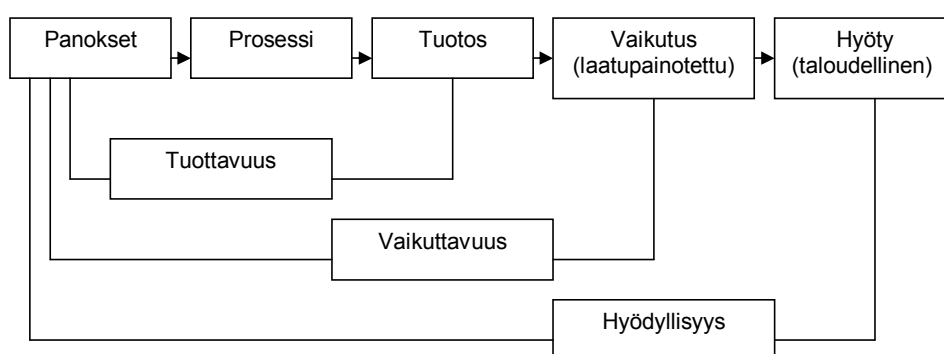 Panokset
Prosessi
Tuotos
Vaikutus
(laatupainotettu)
Hyöty
(taloudellinen)
Tuottavuus
Vaikuttavuus
Hyödyllisyys